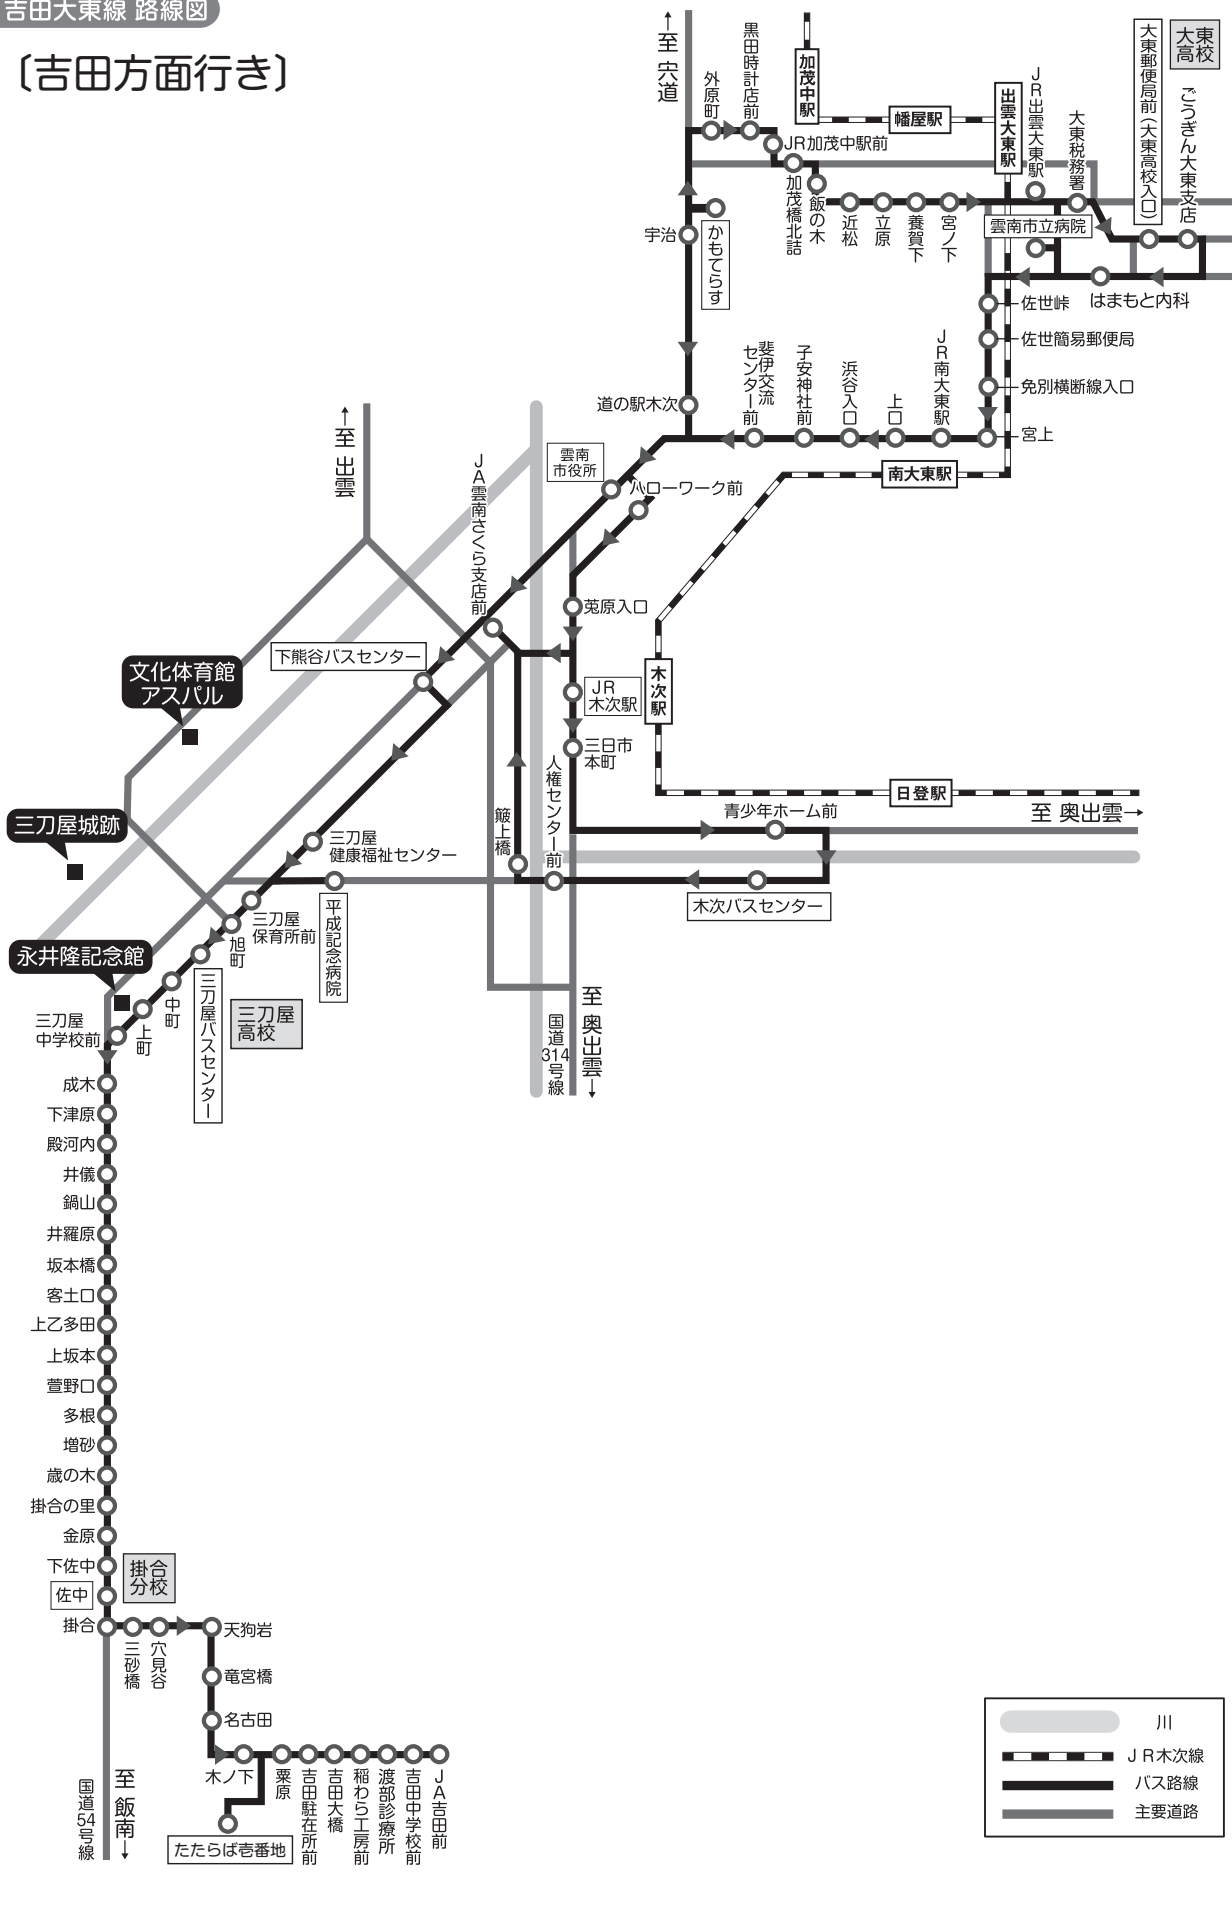 吉田大東線 路線図
〔吉田方面行き〕
←至 宍道
外原町
黒田時計店前
加茂中駅
JR加茂中駅前
幡屋駅
出雲大東駅
JR出雲大東駅
大東税務署
大東郵便局前(大東高校入口)
大東
高校
ごうぎん大東支店
加茂橋北詰
飯の木
近松
立原
養賀下
宮ノ下
雲南市立病院
はまもと内科
宇治
かもてらす
佐世峠
佐世簡易郵便局
免別横断線入口
宮上
JR南大東駅
上口
浜谷入口
子安神社前
斐伊交流
センター前
道の駅木次
南大東駅
←至 出雲
雲南
市役所
ハローワーク前
JA雲南さくら支店前
菟原入口
下熊谷バスセンター
JR
木次駅
木次駅
三日市
本町
文化体育館
アスパル
人権センター前
簸上橋
日登駅
至 奥出雲→
青少年ホーム前
三刀屋城跡
三刀屋
健康福祉センター
木次バスセンター
平成記念病院
三刀屋
保育所前
旭町
永井隆記念館
三刀屋バスセンター
三刀屋
高校
中町
上町
三刀屋
中学校前
国道314号線
至 奥出雲→
成木
下津原
殿河内
井儀
鍋山
井羅原
坂本橋
客土口
上乙多田
上坂本
萱野口
多根
増砂
歳の木
掛合の里
金原
下佐中
掛合
分校
佐中
掛合
三砂橋
穴見谷
天狗岩
竜宮橋
名古田
木ノ下
粟原
吉田駐在所前
吉田大橋
稲わら工房前
渡部診療所
吉田中学校前
JA吉田前
たたらば壱番地
国道54号線
至 飯南→
川
JR木次線
バス路線
主要道路